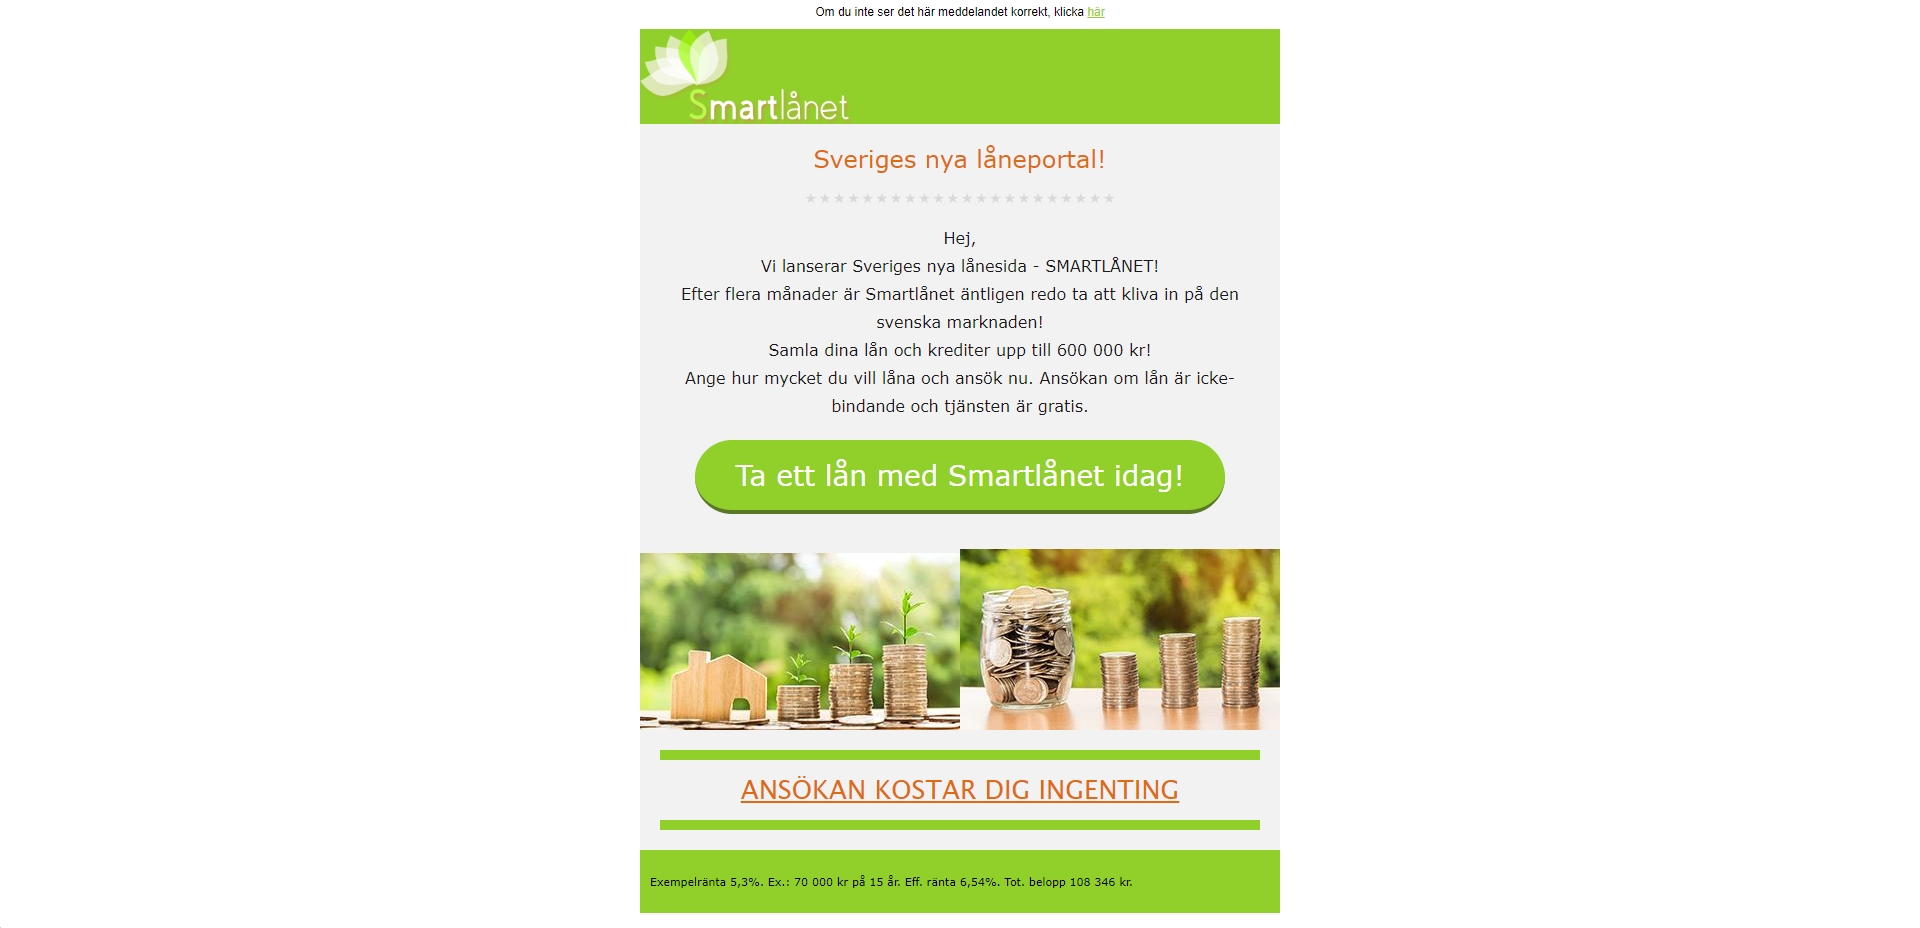 Om du inte ser det här meddelandet korrekt, klicka här
Smartlånet
Sveriges nya låneportal!
Hej,
Vi lanserar Sveriges nya lånesida - SMARTLÅNET!
Efter flera månader är Smartlånet äntligen redo ta att kliva in på den
svenska marknaden!
Samla dina lån och krediter upp till 600 000 kr!
Ange hur mycket du vill låna och ansök nu. Ansökan om lån är icke-
bindande och tjänsten är gratis.
Ta ett lån med Smartlånet idag!
ANSÖKAN KOSTAR DIG INGENTING
Exempelränta 5,3%. Ex.: 70 000 kr på 15 år. Eff. ränta 6,54%. Tot. belopp 108 346 kr.